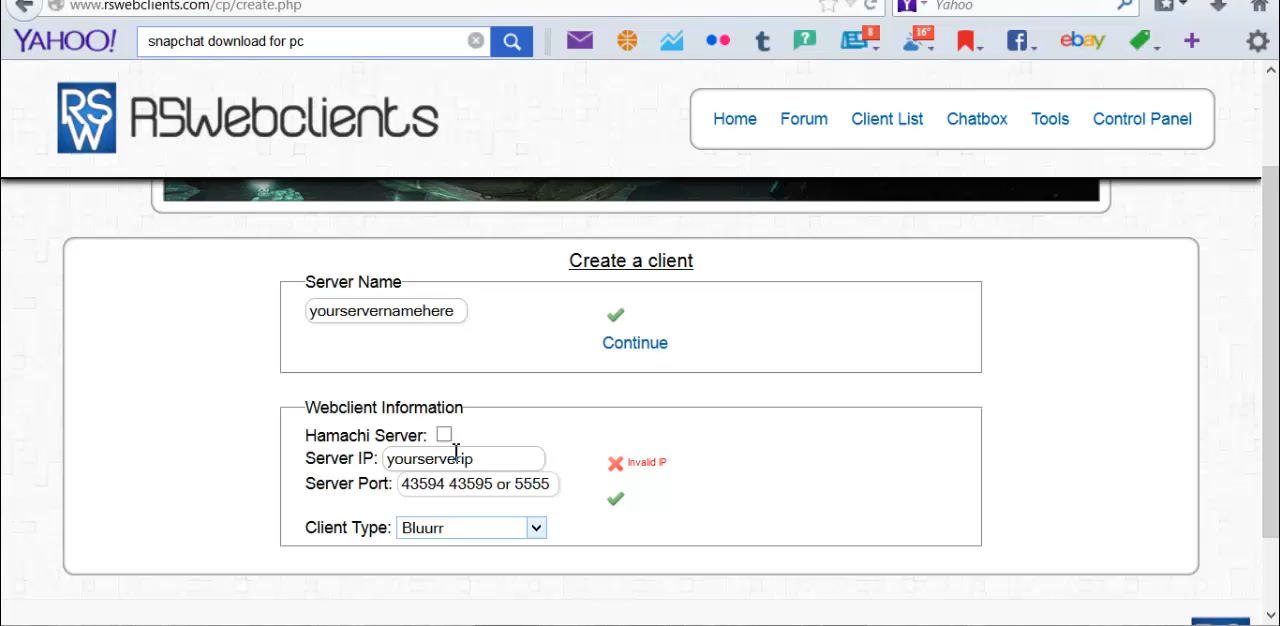 www.rswebclients.com/cp/create.php
Yahoo
YAHOO!
snapchat download for pc
8
16°
ebay
RSW RSWebclients
Home Forum Client List Chatbox Tools Control Panel
Create a client
Server Name
yourservernamehere
Continue
Webclient Information
Hamachi Server:
Server IP: yourserverip
Invalid IP
Server Port: 43594 43595 or 5555
Client Type: Bluurr